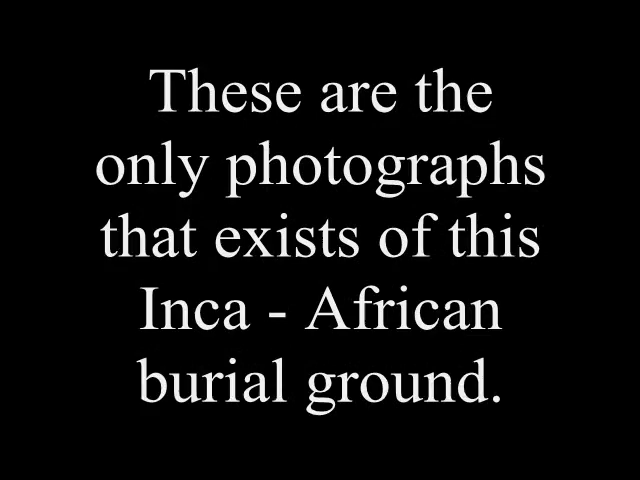 These are the
only photographs
that exists of this
Inca - African
burial ground.